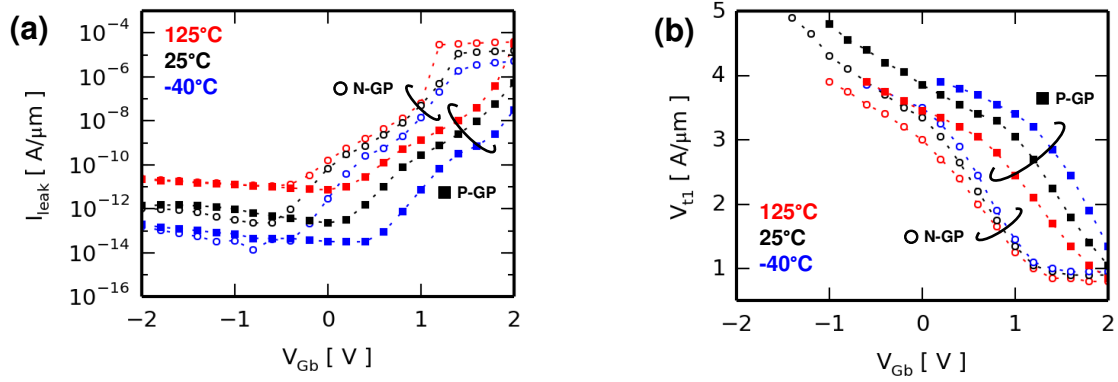 (a)
125°C
25°C
-40°C
N-GP
P-GP
I_leak [ A/μm ]
10⁻⁴
10⁻⁶
10⁻⁸
10⁻¹⁰
10⁻¹²
10⁻¹⁴
10⁻¹⁶
−2 −1 0 1 2
V_Gb [ V ]
(b)
P-GP
N-GP
125°C
25°C
-40°C
V_t1 [ A/μm ]
5
4
3
2
1
−2 −1 0 1 2
V_Gb [ V ]